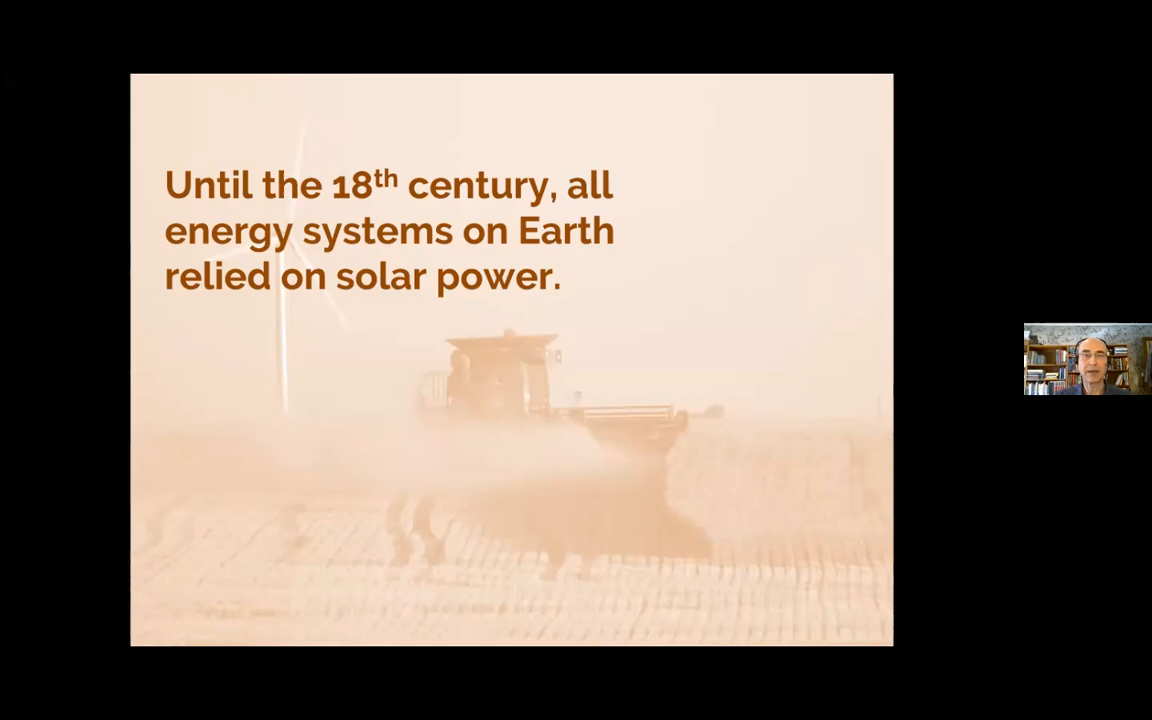 Until the 18th century, all
energy systems on Earth
relied on solar power.